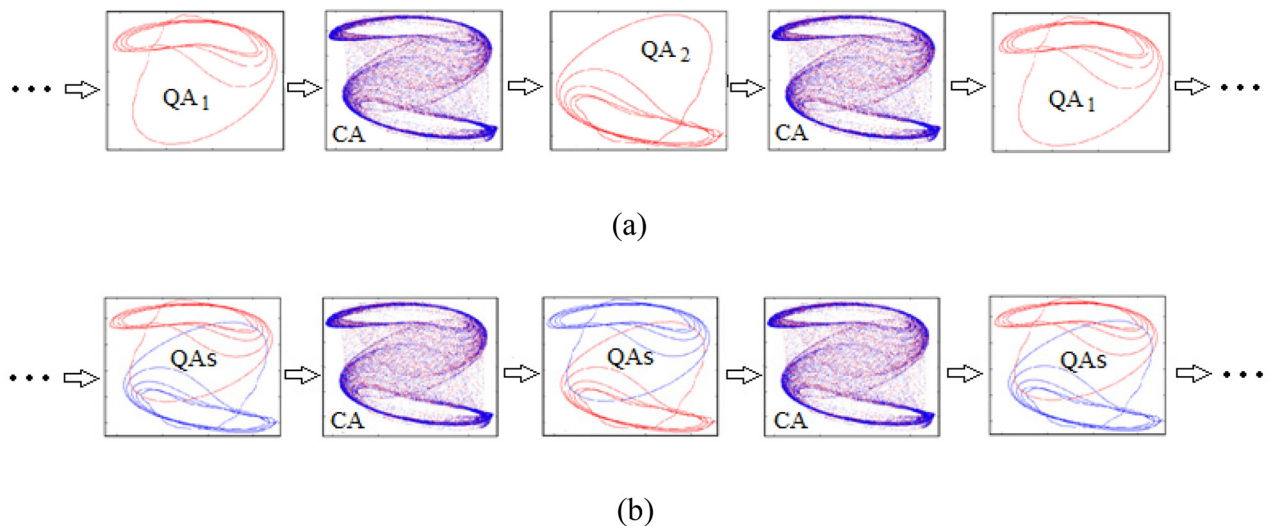 ••• QA1 CA QA2 CA QA1 •••
(a)
••• QAs CA QAs CA QAs •••
(b)